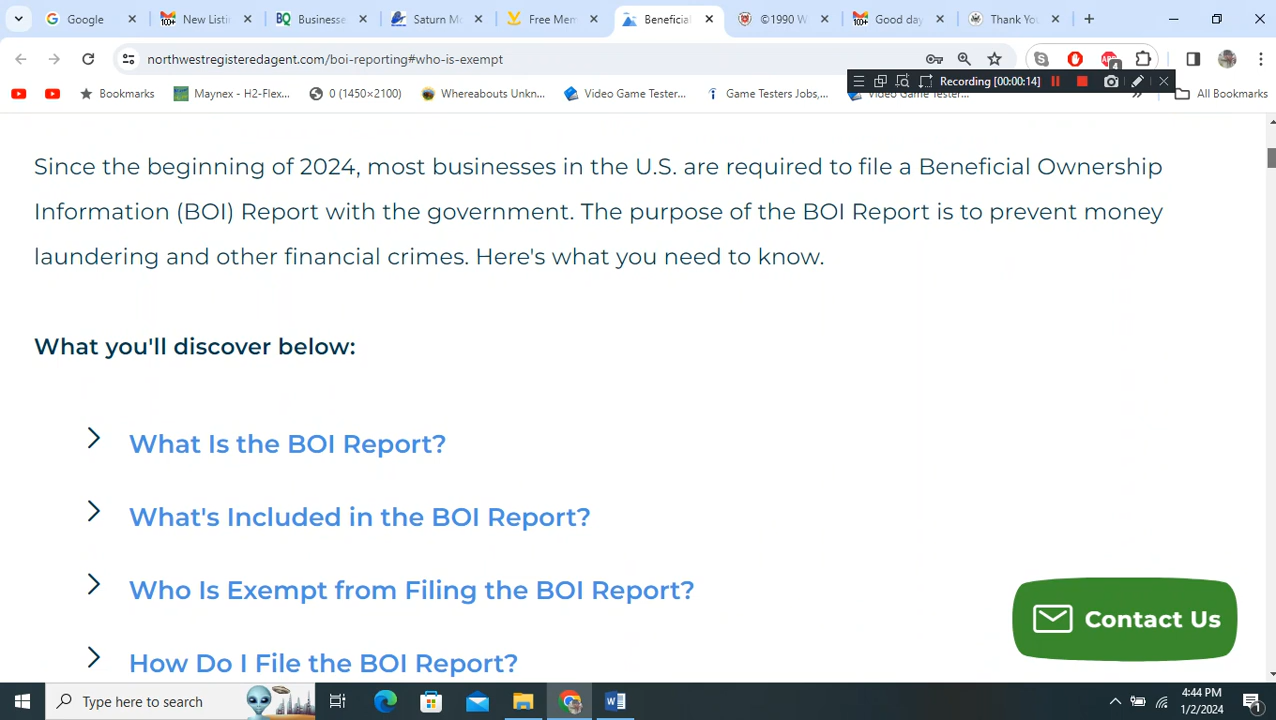 Google
New Listi
Business
Saturn M
Free Mem
Beneficial
©1990 W
Good day
Thank You
northwestregisteredagent.com/boi-reporting#who-is-exempt
Recording [00:00:14]
Bookmarks
Maynex - H2-Flex...
0 (1450×2100)
Whereabouts Unkn...
Video Game Tester...
Game Testers Jobs,...
Video Game Tester...
All Bookmarks
Since the beginning of 2024, most businesses in the U.S. are required to file a Beneficial Ownership
Information (BOI) Report with the government. The purpose of the BOI Report is to prevent money
laundering and other financial crimes. Here's what you need to know.
What you'll discover below:
What Is the BOI Report?
What's Included in the BOI Report?
Who Is Exempt from Filing the BOI Report?
How Do I File the BOI Report?
Contact Us
Type here to search
4:44 PM
1/2/2024